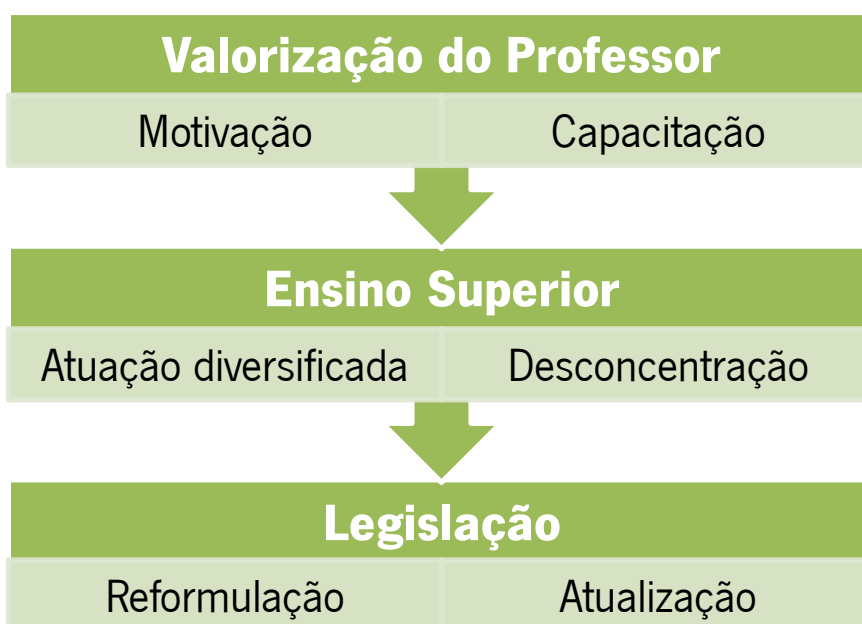 Valorização do Professor
Motivação Capacitação
Ensino Superior
Atuação diversificada Desconcentração
Legislação
Reformulação Atualização